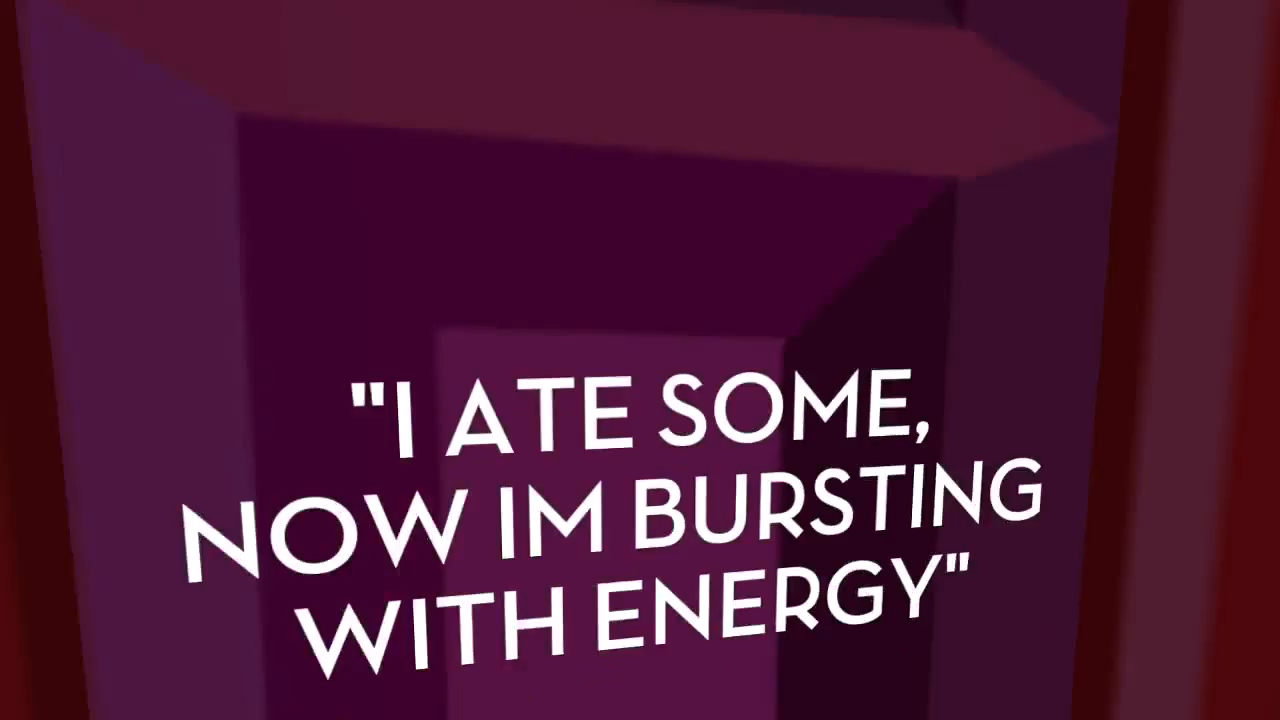 "I ATE SOME,
NOW IM BURSTING
WITH ENERGY"